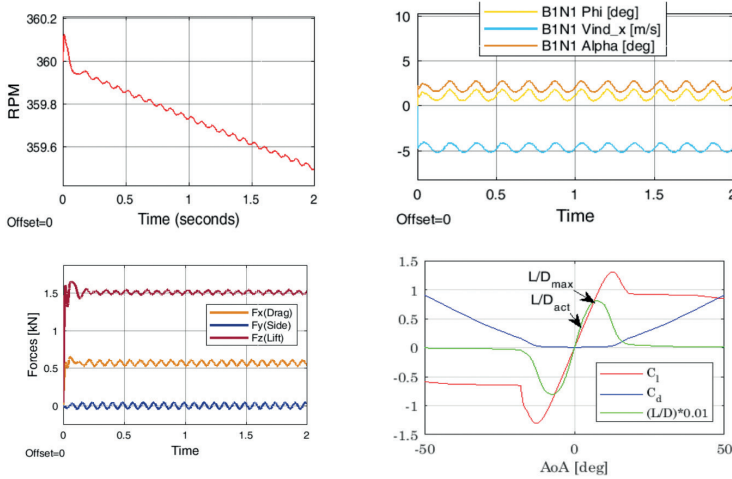 360.2
360
359.8
359.6
RPM
0
0.5
1
1.5
2
Time (seconds)
Offset=0
B1N1 Phi [deg]
B1N1 Vind_x [m/s]
B1N1 Alpha [deg]
10
5
0
-5
0
0.5
1
1.5
2
Time
Offset=0
1.5
1
0.5
0
Forces [kN]
Fx(Drag)
Fy(Side)
Fz(Lift)
0
0.5
1
1.5
2
Time
Offset=0
1.5
1
0.5
0
-0.5
-1
-1.5
L/Dmax
L/Dact
Cl
Cd
(L/D)*0.01
-50
0
50
AoA [deg]